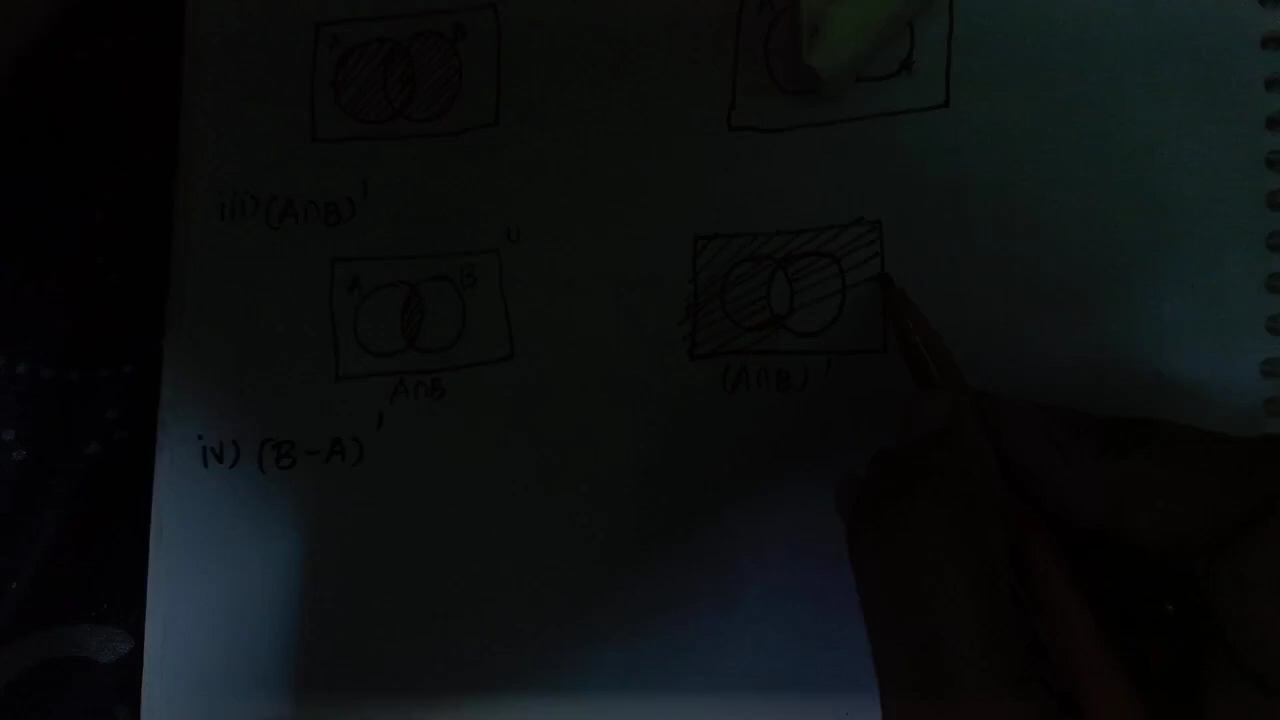 A B A
iii) (A∩B)'
U
A B
A∩B (A∩B)'
iv) (B-A)'